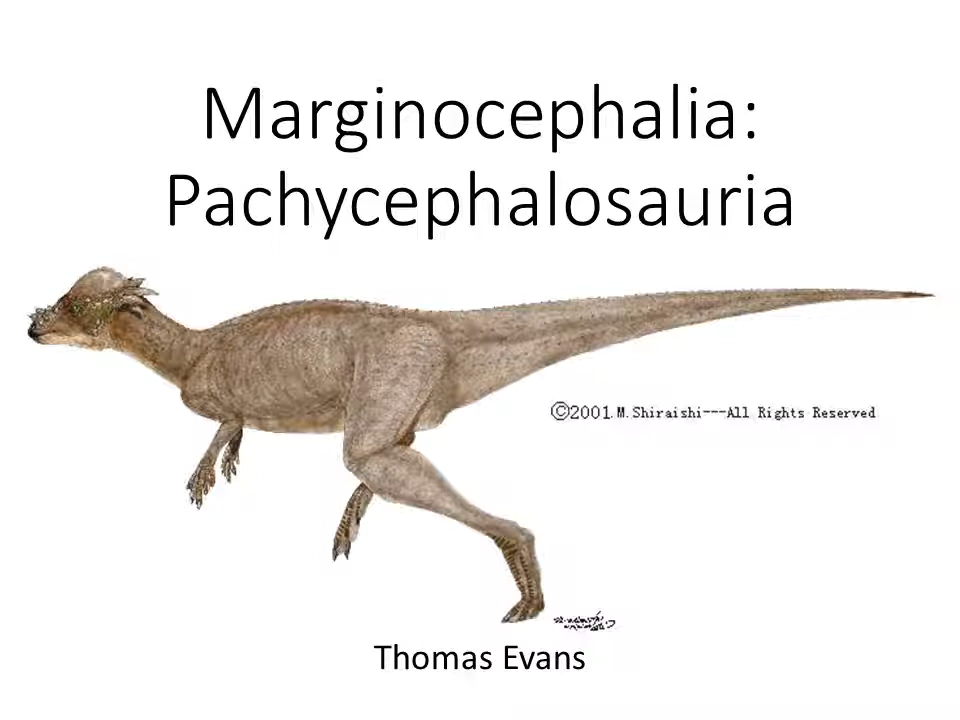 Marginocephalia:
Pachycephalosauria
©2001.M.Shiraishi---All Rights Reserved
Thomas Evans